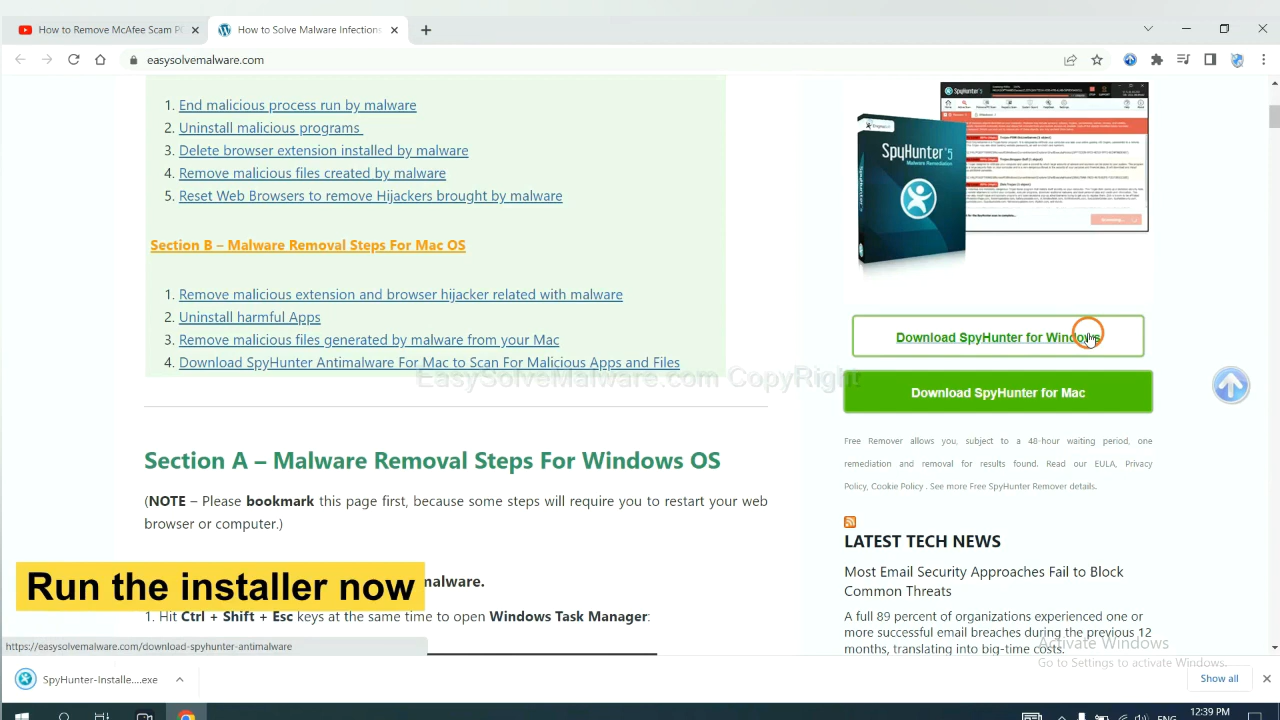 How to Remove McAfee Scam P
How to Solve Malware Infections
easysolvemalware.com
1. End malicious process run by malware
2. Uninstall malicious programs
3. Delete browser installed by malware
4. Remove malicious files created by malware
5. Reset Web Browser brought by malware
Section B – Malware Removal Steps For Mac OS
1. Remove malicious extension and browser hijacker related with malware
2. Uninstall harmful Apps
3. Remove malicious files generated by malware from your Mac
4. Download SpyHunter Antimalware For Mac to Scan For Malicious Apps and Files
EasySolveMalware.com CopyRight
Section A – Malware Removal Steps For Windows OS
(NOTE – Please bookmark this page first, because some steps will require you to restart your web
browser or computer.)
malware.
Run the installer now
1. Hit Ctrl + Shift + Esc keys at the same time to open Windows Task Manager:
https://easysolvemalware.com/download-spyhunter-antimalware
SpyHunter 5
SpyHunter 5
Malware Remediation
Download SpyHunter for Windows
Download SpyHunter for Mac
Free Remover allows you, subject to a 48-hour waiting period, one
remediation and removal for results found. Read our EULA, Privacy
Policy, Cookie Policy . See more Free SpyHunter Remover details.
LATEST TECH NEWS
Most Email Security Approaches Fail to Block
Common Threats
A full 89 percent of organizations experienced one or
more successful email breaches during the previous 12
months, translating into big-time costs.
Activate Windows
Go to Settings to activate Windows.
SpyHunter-Installe....exe
Show all
ENG
12:39 PM